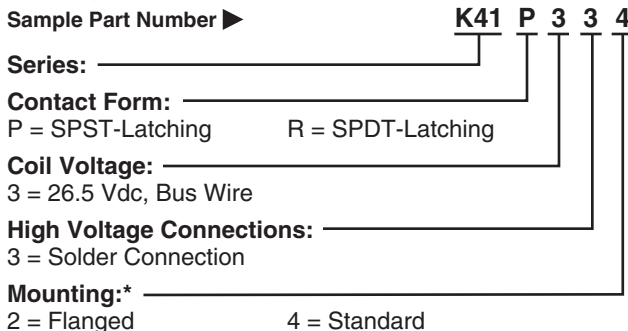 Sample Part Number ▶ K41 P 3 3 4
Series:
Contact Form:
P = SPST-Latching R = SPDT-Latching
Coil Voltage:
3 = 26.5 Vdc, Bus Wire
High Voltage Connections:
3 = Solder Connection
Mounting:*
2 = Flanged 4 = Standard